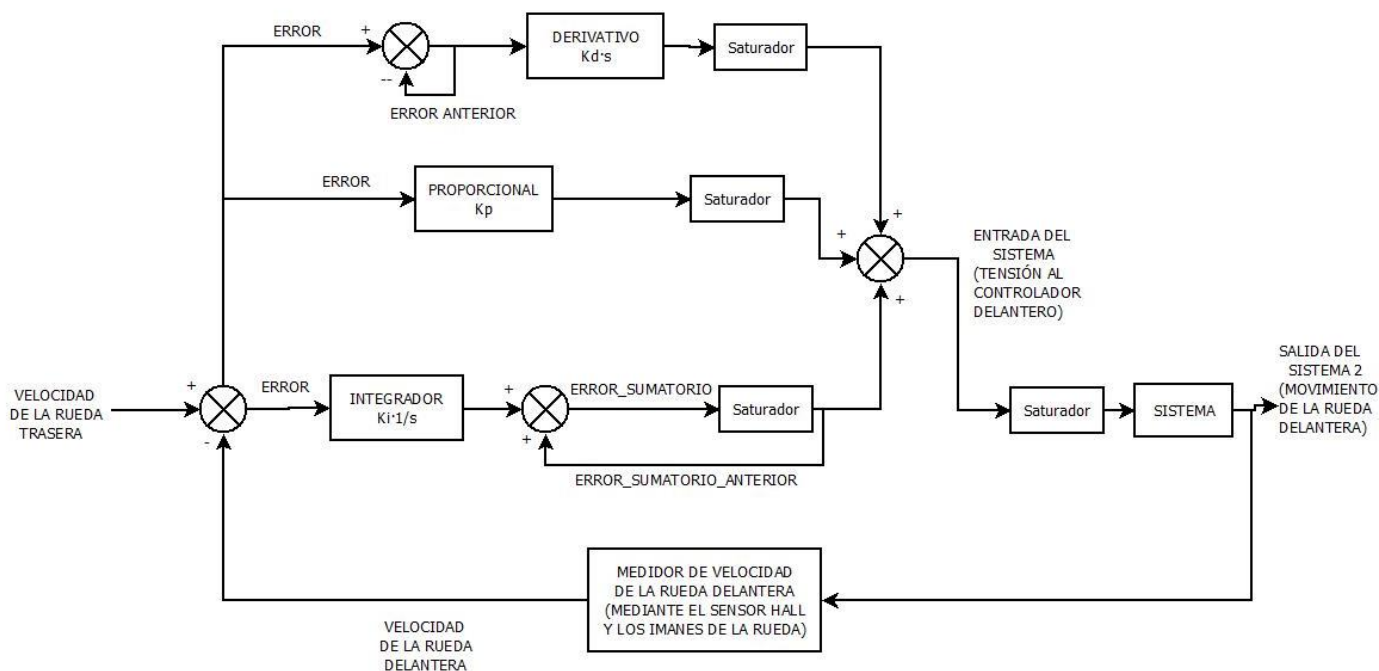 ERROR
+
--
ERROR ANTERIOR
DERIVATIVO
Kd·s
Saturador
ERROR
PROPORCIONAL
Kp
Saturador
+
+
+
ENTRADA DEL
SISTEMA
(TENSIÓN AL
CONTROLADOR
DELANTERO)
VELOCIDAD
DE LA RUEDA
TRASERA
+
-
ERROR
INTEGRADOR
Ki·1/s
+
+
ERROR_SUMATORIO
Saturador
ERROR_SUMATORIO_ANTERIOR
Saturador
SISTEMA
SALIDA DEL
SISTEMA 2
(MOVIMIENTO
DE LA RUEDA
DELANTERA)
MEDIDOR DE VELOCIDAD
DE LA RUEDA DELANTERA
(MEDIANTE EL SENSOR HALL
Y LOS IMANES DE LA RUEDA)
VELOCIDAD
DE LA RUEDA
DELANTERA